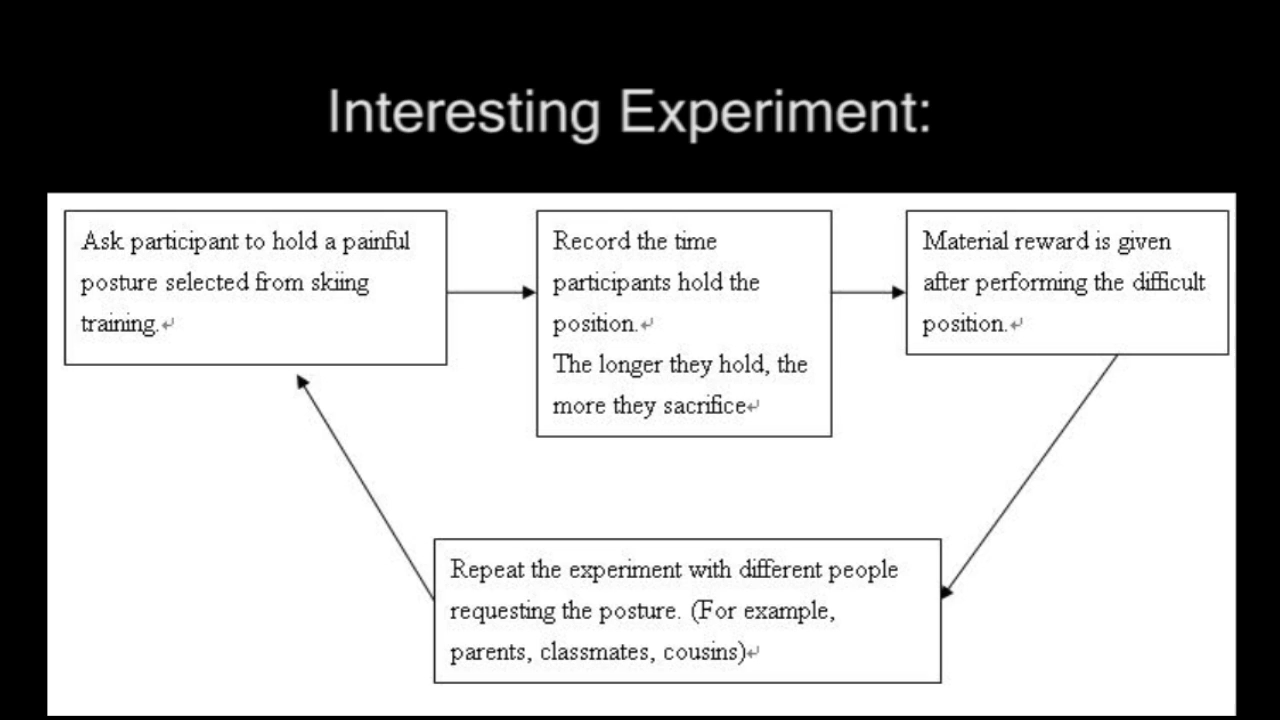 Interesting Experiment:
Ask participant to hold a painful
posture selected from skiing
training.↵
Record the time
participants hold the
position.↵
The longer they hold, the
more they sacrifice↵
Material reward is given
after performing the difficult
position.↵
Repeat the experiment with different people
requesting the posture. (For example,
parents, classmates, cousins)↵